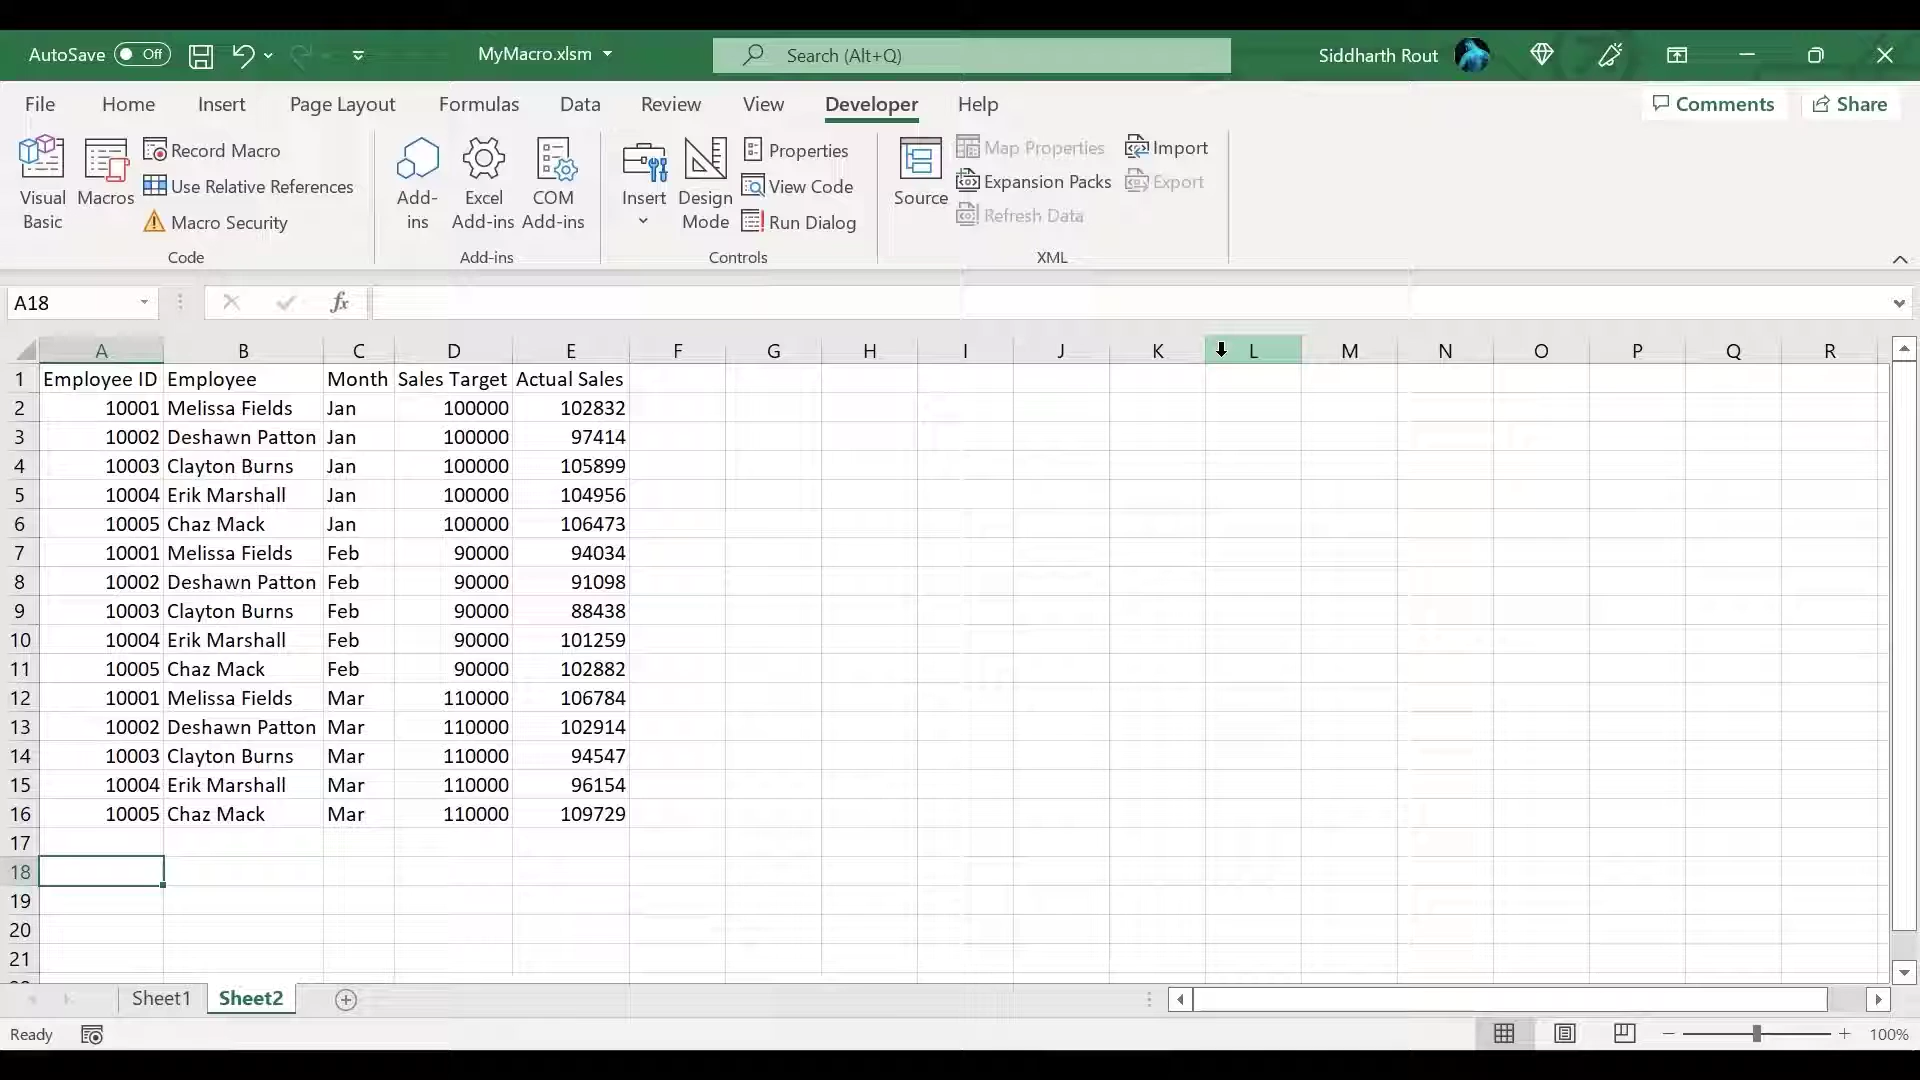 AutoSave Off MyMacro.xlsm Search (Alt+Q) Siddharth Rout
File Home Insert Page Layout Formulas Data Review View Developer Help Comments Share
Visual Basic
Macros
Record Macro
Use Relative References
Macro Security
Code
Add-ins
Excel Add-ins
COM Add-ins
Add-ins
Insert
Design Mode
Properties
View Code
Run Dialog
Controls
Source
Map Properties
Expansion Packs
Refresh Data
Import
Export
XML
A18 fx
A B C D E F G H I J K L M N O P Q R
1 Employee ID Employee Month Sales Target Actual Sales
2 10001 Melissa Fields Jan 100000 102832
3 10002 Deshawn Patton Jan 100000 97414
4 10003 Clayton Burns Jan 100000 105899
5 10004 Erik Marshall Jan 100000 104956
6 10005 Chaz Mack Jan 100000 106473
7 10001 Melissa Fields Feb 90000 94034
8 10002 Deshawn Patton Feb 90000 91098
9 10003 Clayton Burns Feb 90000 88438
10 10004 Erik Marshall Feb 90000 101259
11 10005 Chaz Mack Feb 90000 102882
12 10001 Melissa Fields Mar 110000 106784
13 10002 Deshawn Patton Mar 110000 102914
14 10003 Clayton Burns Mar 110000 94547
15 10004 Erik Marshall Mar 110000 96154
16 10005 Chaz Mack Mar 110000 109729
17
18
19
20
21
Sheet1 Sheet2
Ready 100%